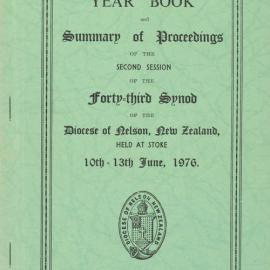 YEAR BOOK
and
Summary of Proceedings
OF THE
SECOND SESSION
OF THE
Forty-third Synod
OF THE
Diocese of Nelson, New Zealand,
HELD AT STOKE
10th - 13th June, 1976.
DIOCESE OF NELSON, NEW ZEALAND